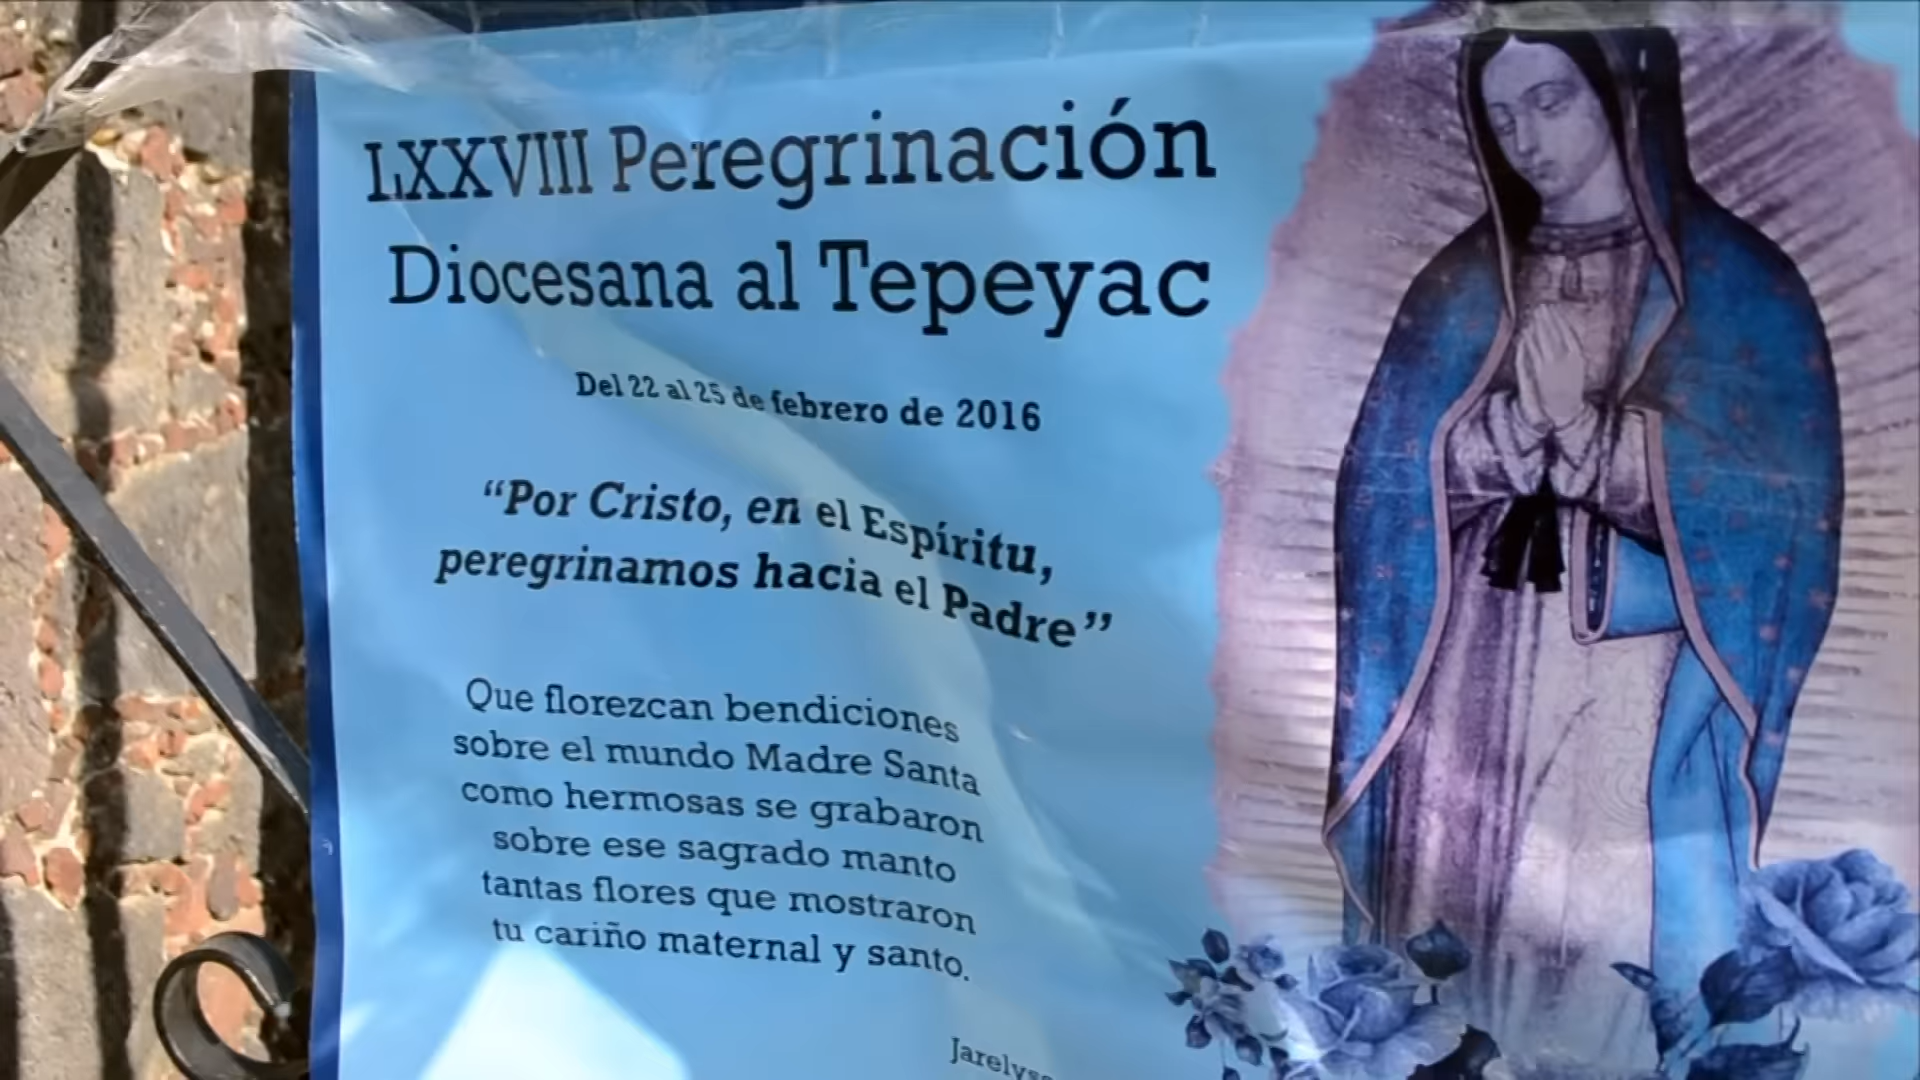 LXXVIII Peregrinación
Diocesana al Tepeyac
Del 22 al 25 de febrero de 2016
“Por Cristo, en el Espíritu,
peregrinamos hacia el Padre”
Que florezcan bendiciones
sobre el mundo Madre Santa
como hermosas se grabaron
sobre ese sagrado manto
tantas flores que mostraron
tu cariño maternal y santo.